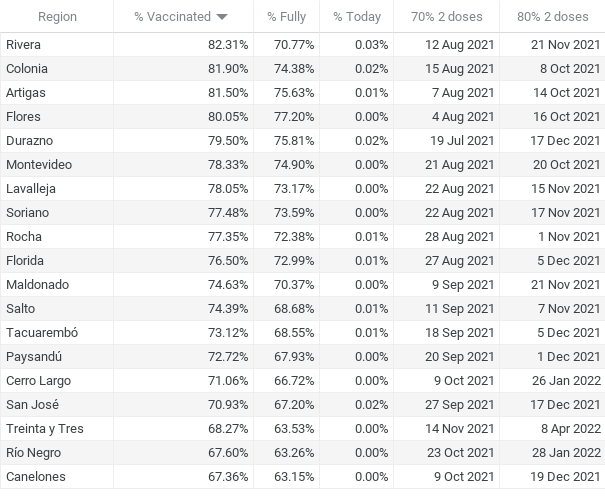 Region % Vaccinated % Fully % Today 70% 2 doses 80% 2 doses
Rivera 82.31% 70.77% 0.03% 12 Aug 2021 21 Nov 2021
Colonia 81.90% 74.38% 0.02% 15 Aug 2021 8 Oct 2021
Artigas 81.50% 75.63% 0.01% 7 Aug 2021 14 Oct 2021
Flores 80.05% 77.20% 0.00% 4 Aug 2021 16 Oct 2021
Durazno 79.50% 75.81% 0.02% 19 Jul 2021 17 Dec 2021
Montevideo 78.33% 74.90% 0.00% 21 Aug 2021 20 Oct 2021
Lavalleja 78.05% 73.17% 0.00% 22 Aug 2021 15 Nov 2021
Soriano 77.48% 73.59% 0.00% 22 Aug 2021 17 Nov 2021
Rocha 77.35% 72.38% 0.01% 28 Aug 2021 1 Nov 2021
Florida 76.50% 72.99% 0.01% 27 Aug 2021 5 Dec 2021
Maldonado 74.63% 70.37% 0.00% 9 Sep 2021 21 Nov 2021
Salto 74.39% 68.68% 0.01% 11 Sep 2021 7 Nov 2021
Tacuarembó 73.12% 68.55% 0.01% 18 Sep 2021 5 Dec 2021
Paysandú 72.72% 67.93% 0.00% 20 Sep 2021 1 Dec 2021
Cerro Largo 71.06% 66.72% 0.00% 9 Oct 2021 26 Jan 2022
San José 70.93% 67.20% 0.02% 27 Sep 2021 17 Dec 2021
Treinta y Tres 68.27% 63.53% 0.00% 14 Nov 2021 8 Apr 2022
Río Negro 67.60% 63.26% 0.00% 23 Oct 2021 28 Jan 2022
Canelones 67.36% 63.15% 0.00% 9 Oct 2021 19 Dec 2021